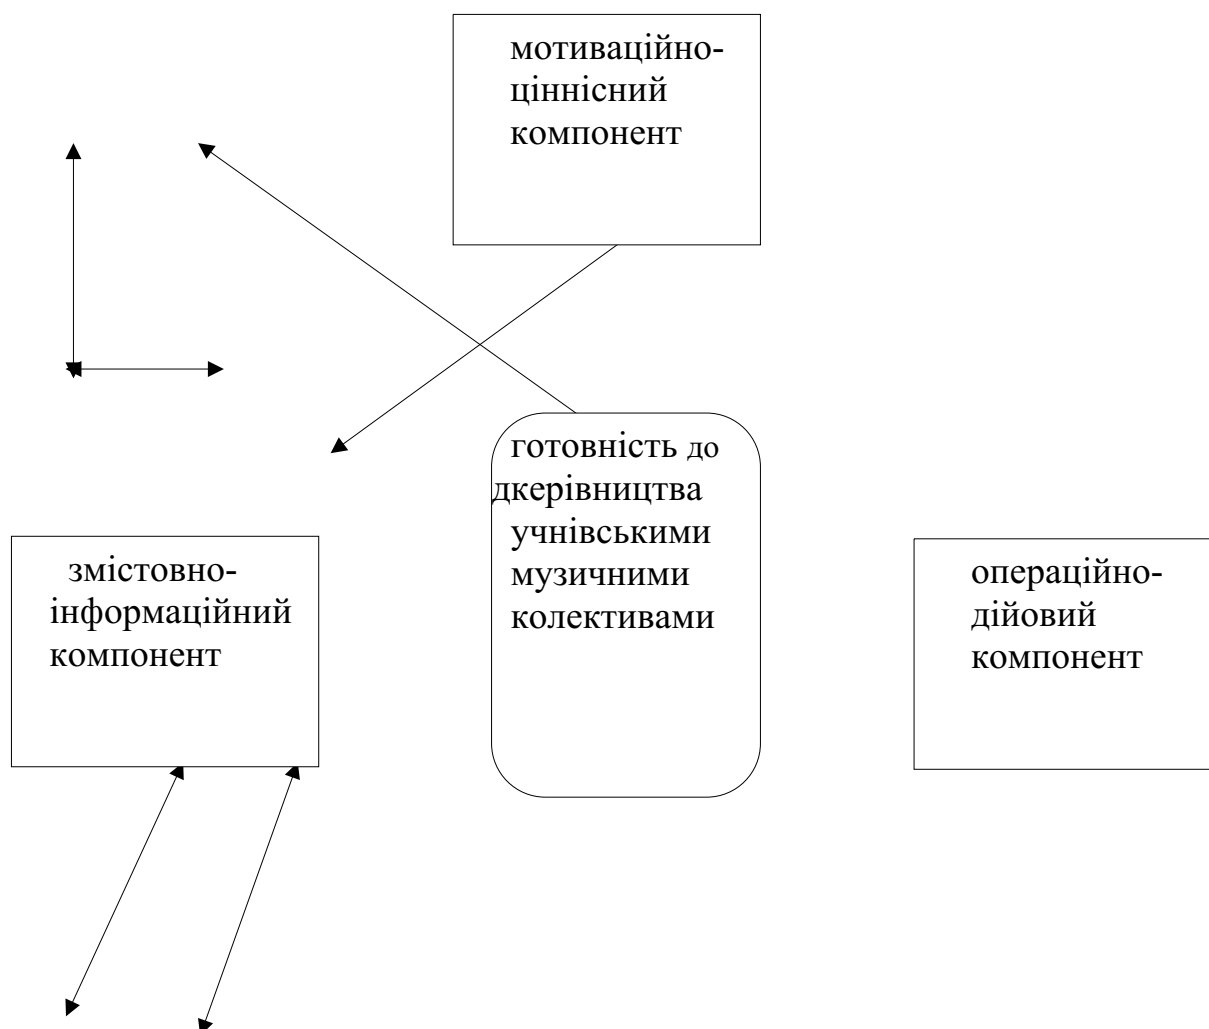 мотиваційно-
ціннісний
компонент
готовність до
дкерівництва
учнівськими
музичними
колективами
змістовно-
інформаційний
компонент
операційно-
дійовий
компонент